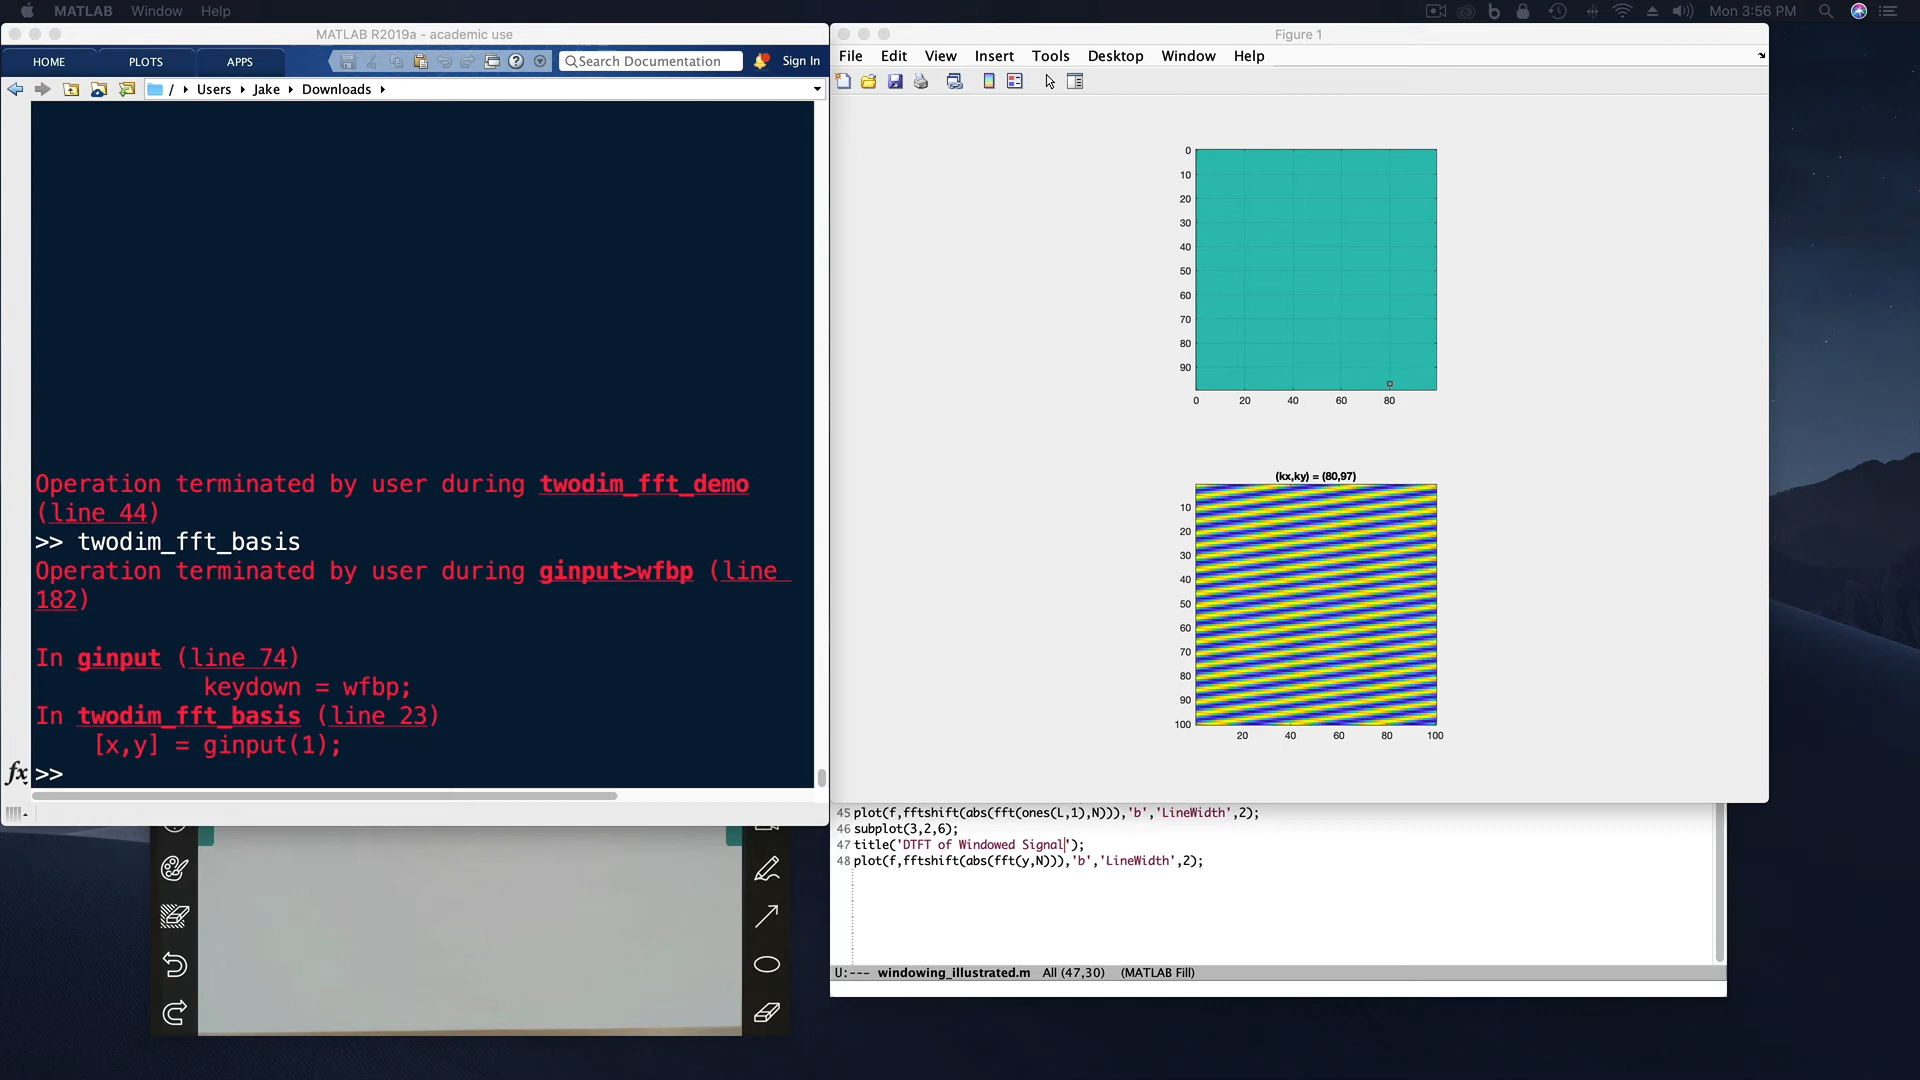 MATLAB Window Help
Mon 3:56 PM
MATLAB R2019a - academic use
HOME PLOTS APPS
Search Documentation
Sign In
/ Users Jake Downloads
Operation terminated by user during twodim_fft_demo
(line 44)
>> twodim_fft_basis
Operation terminated by user during ginput>wfbp (line
182)
In ginput (line 74)
keydown = wfbp;
In twodim_fft_basis (line 23)
[x,y] = ginput(1);
fx >>
Figure 1
File Edit View Insert Tools Desktop Window Help
0
10
20
30
40
50
60
70
80
90
0 20 40 60 80
(kx,ky) = (80,97)
10
20
30
40
50
60
70
80
90
100
20 40 60 80 100
45 plot(f,fftshift(abs(fft(ones(L,1),N))),'b','LineWidth',2);
46 subplot(3,2,6);
47 title('DTFT of Windowed Signal');
48 plot(f,fftshift(abs(fft(y,N))),'b','LineWidth',2);
U:--- windowing_illustrated.m All (47,30) (MATLAB Fill)